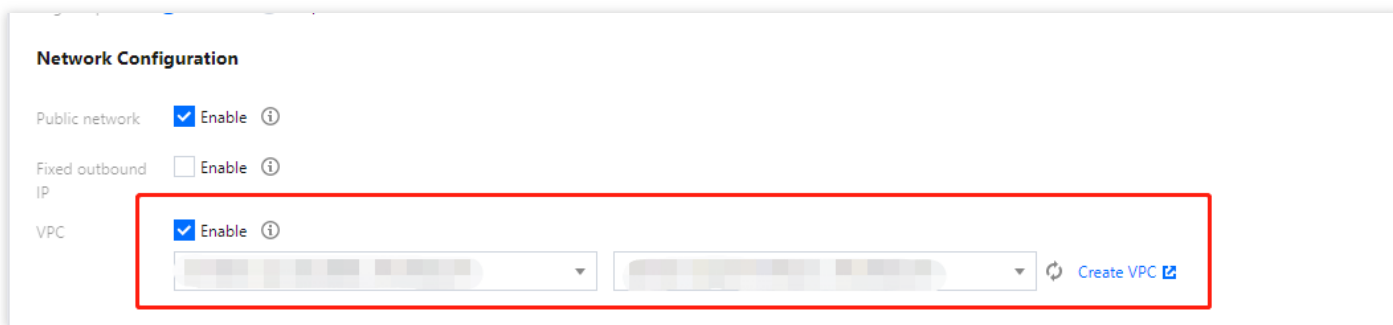 Network Configuration
Public network Enable
Fixed outbound Enable
IP
VPC Enable
Create VPC